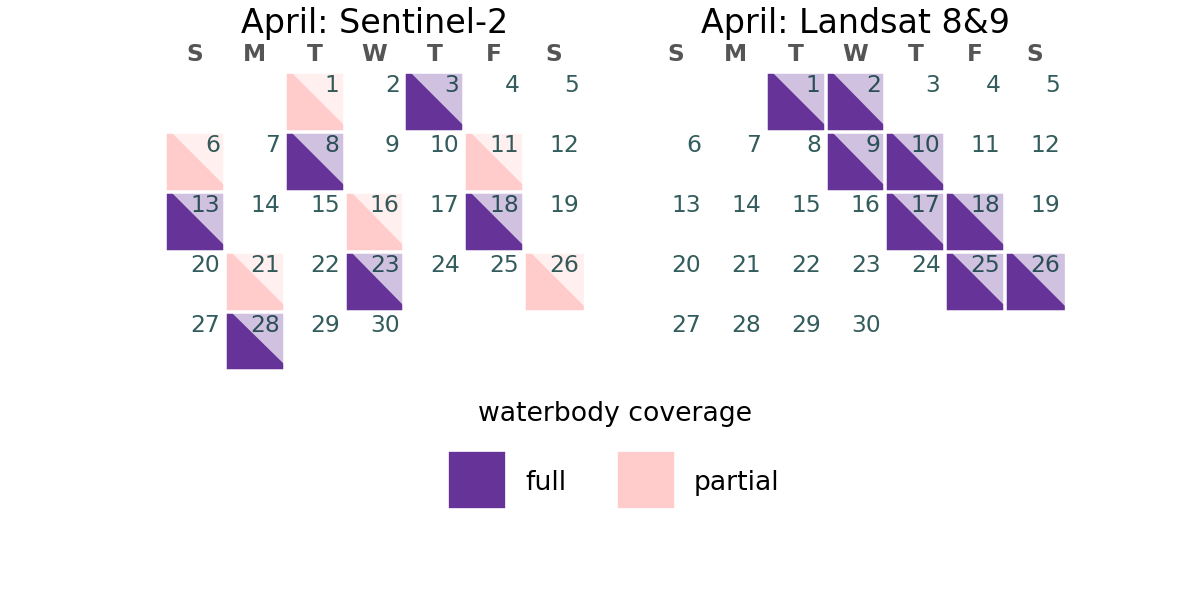 April: Sentinel-2
S M T W T F S
1 2 3 4 5
6 7 8 9 10 11 12
13 14 15 16 17 18 19
20 21 22 23 24 25 26
27 28 29 30
April: Landsat 8&9
S M T W T F S
1 2 3 4 5
6 7 8 9 10 11 12
13 14 15 16 17 18 19
20 21 22 23 24 25 26
27 28 29 30
waterbody coverage
full
partial